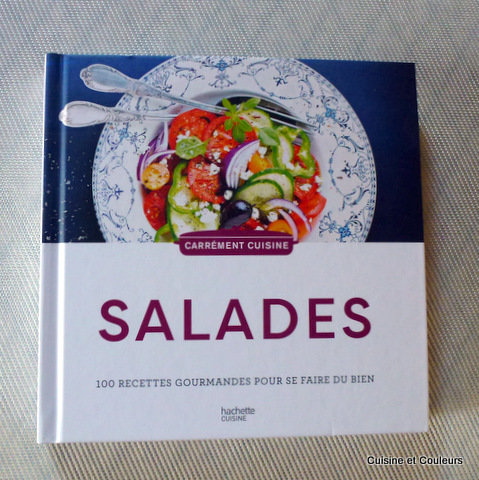 CARRÉMENT CUISINE
SALADES
100 RECETTES GOURMANDES POUR SE FAIRE DU BIEN
hachette
CUISINE
Cuisine et Couleurs